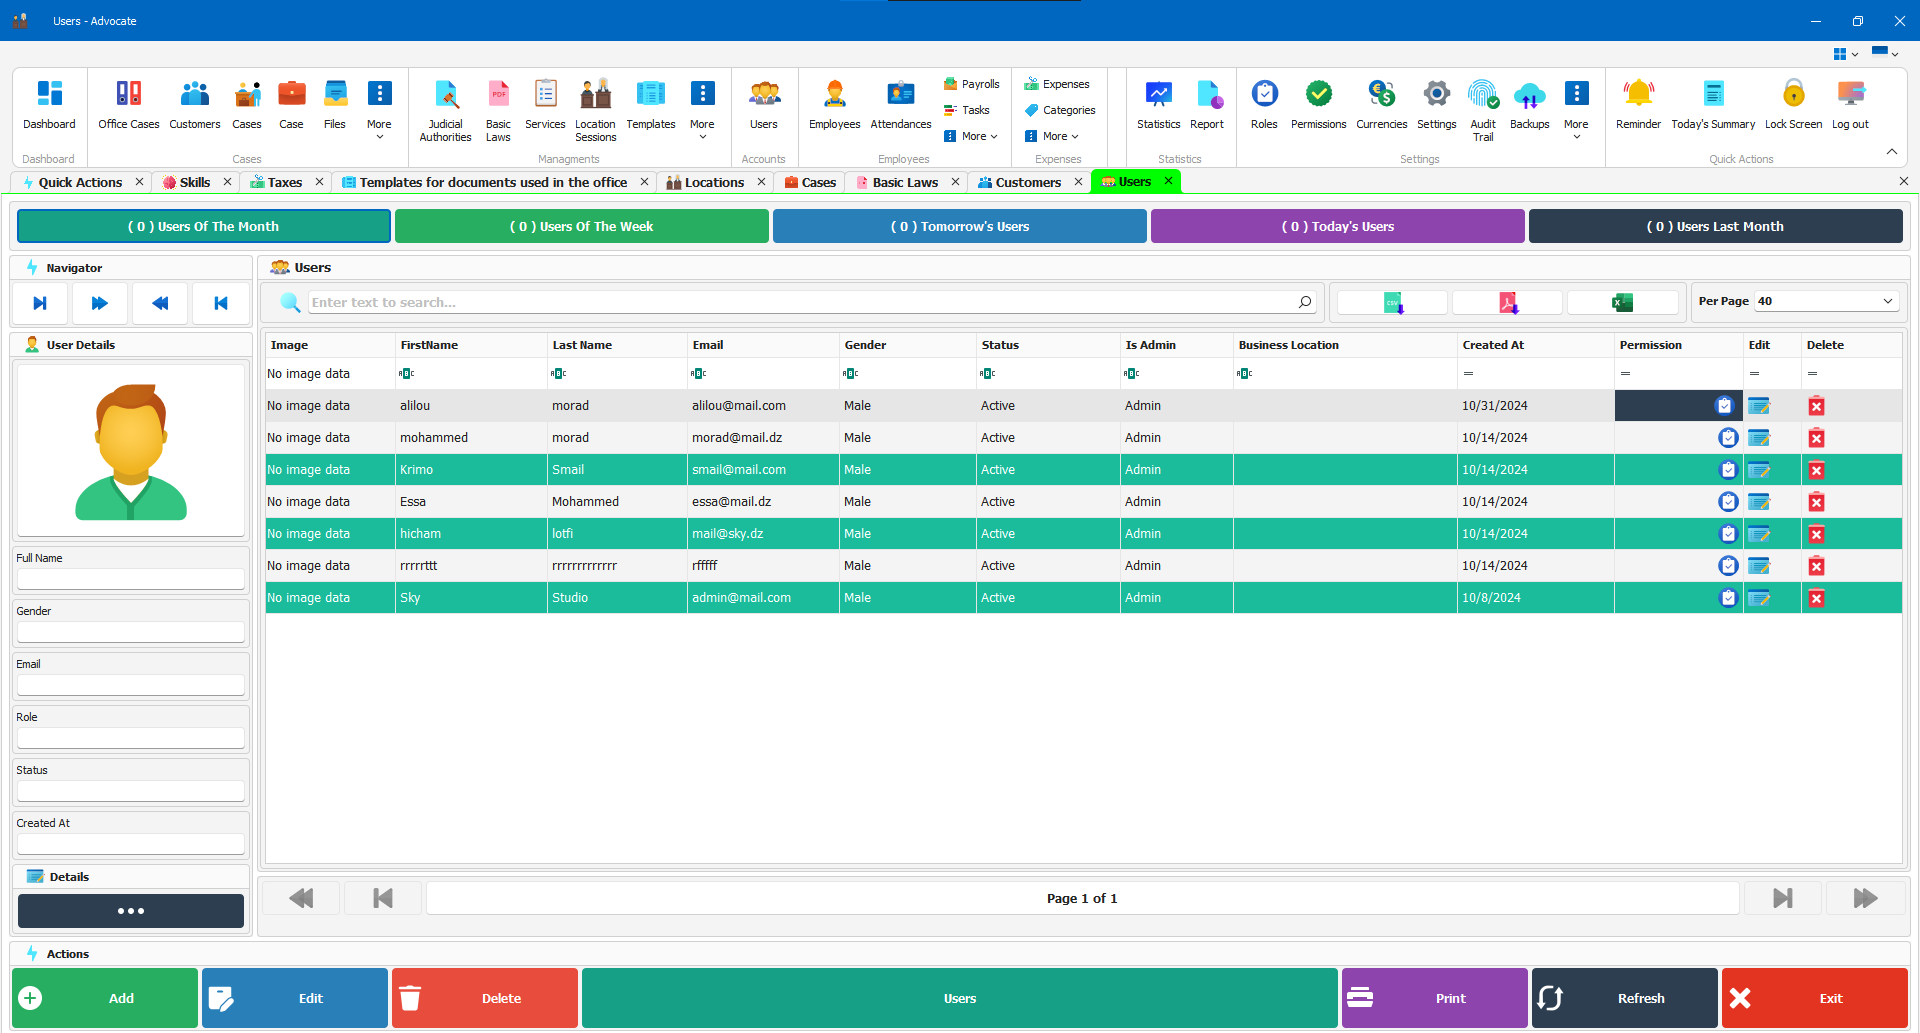 Users - Advocate
Dashboard
Office Cases Customers Cases Case Files More
Judicial Authorities Basic Laws Services Location Sessions Templates More
Users
Employees Attendances Payrolls Tasks More
Expenses Categories More
Statistics Report
Roles Permissions Currencies Settings Audit Trail Backups More
Reminder Today's Summary Lock Screen Log out
Dashboard Cases Managments Accounts Employees Expenses Statistics Settings Quick Actions
Quick Actions Skills Taxes Templates for documents used in the office Locations Cases Basic Laws Customers Users
( 0 ) Users Of The Month ( 0 ) Users Of The Week ( 0 ) Tomorrow's Users ( 0 ) Today's Users ( 0 ) Users Last Month
Navigator
User Details
Full Name
Gender
Email
Role
Status
Created At
Details
Users
Enter text to search...
CSV
Per Page 40
Image FirstName Last Name Email Gender Status Is Admin Business Location Created At Permission Edit Delete
No image data ABC ABC ABC ABC ABC ABC ABC = = = =
No image data alilou morad alilou@mail.com Male Active Admin 10/31/2024
No image data mohammed morad morad@mail.dz Male Active Admin 10/14/2024
No image data Krimo Smail smail@mail.com Male Active Admin 10/14/2024
No image data Essa Mohammed essa@mail.dz Male Active Admin 10/14/2024
No image data hicham lotfi mail@sky.dz Male Active Admin 10/14/2024
No image data rrrrrttt rrrrrrrrrrrrr rfffff Male Active Admin 10/14/2024
No image data Sky Studio admin@mail.com Male Active Admin 10/8/2024
Page 1 of 1
Actions
Add Edit Delete Users Print Refresh Exit